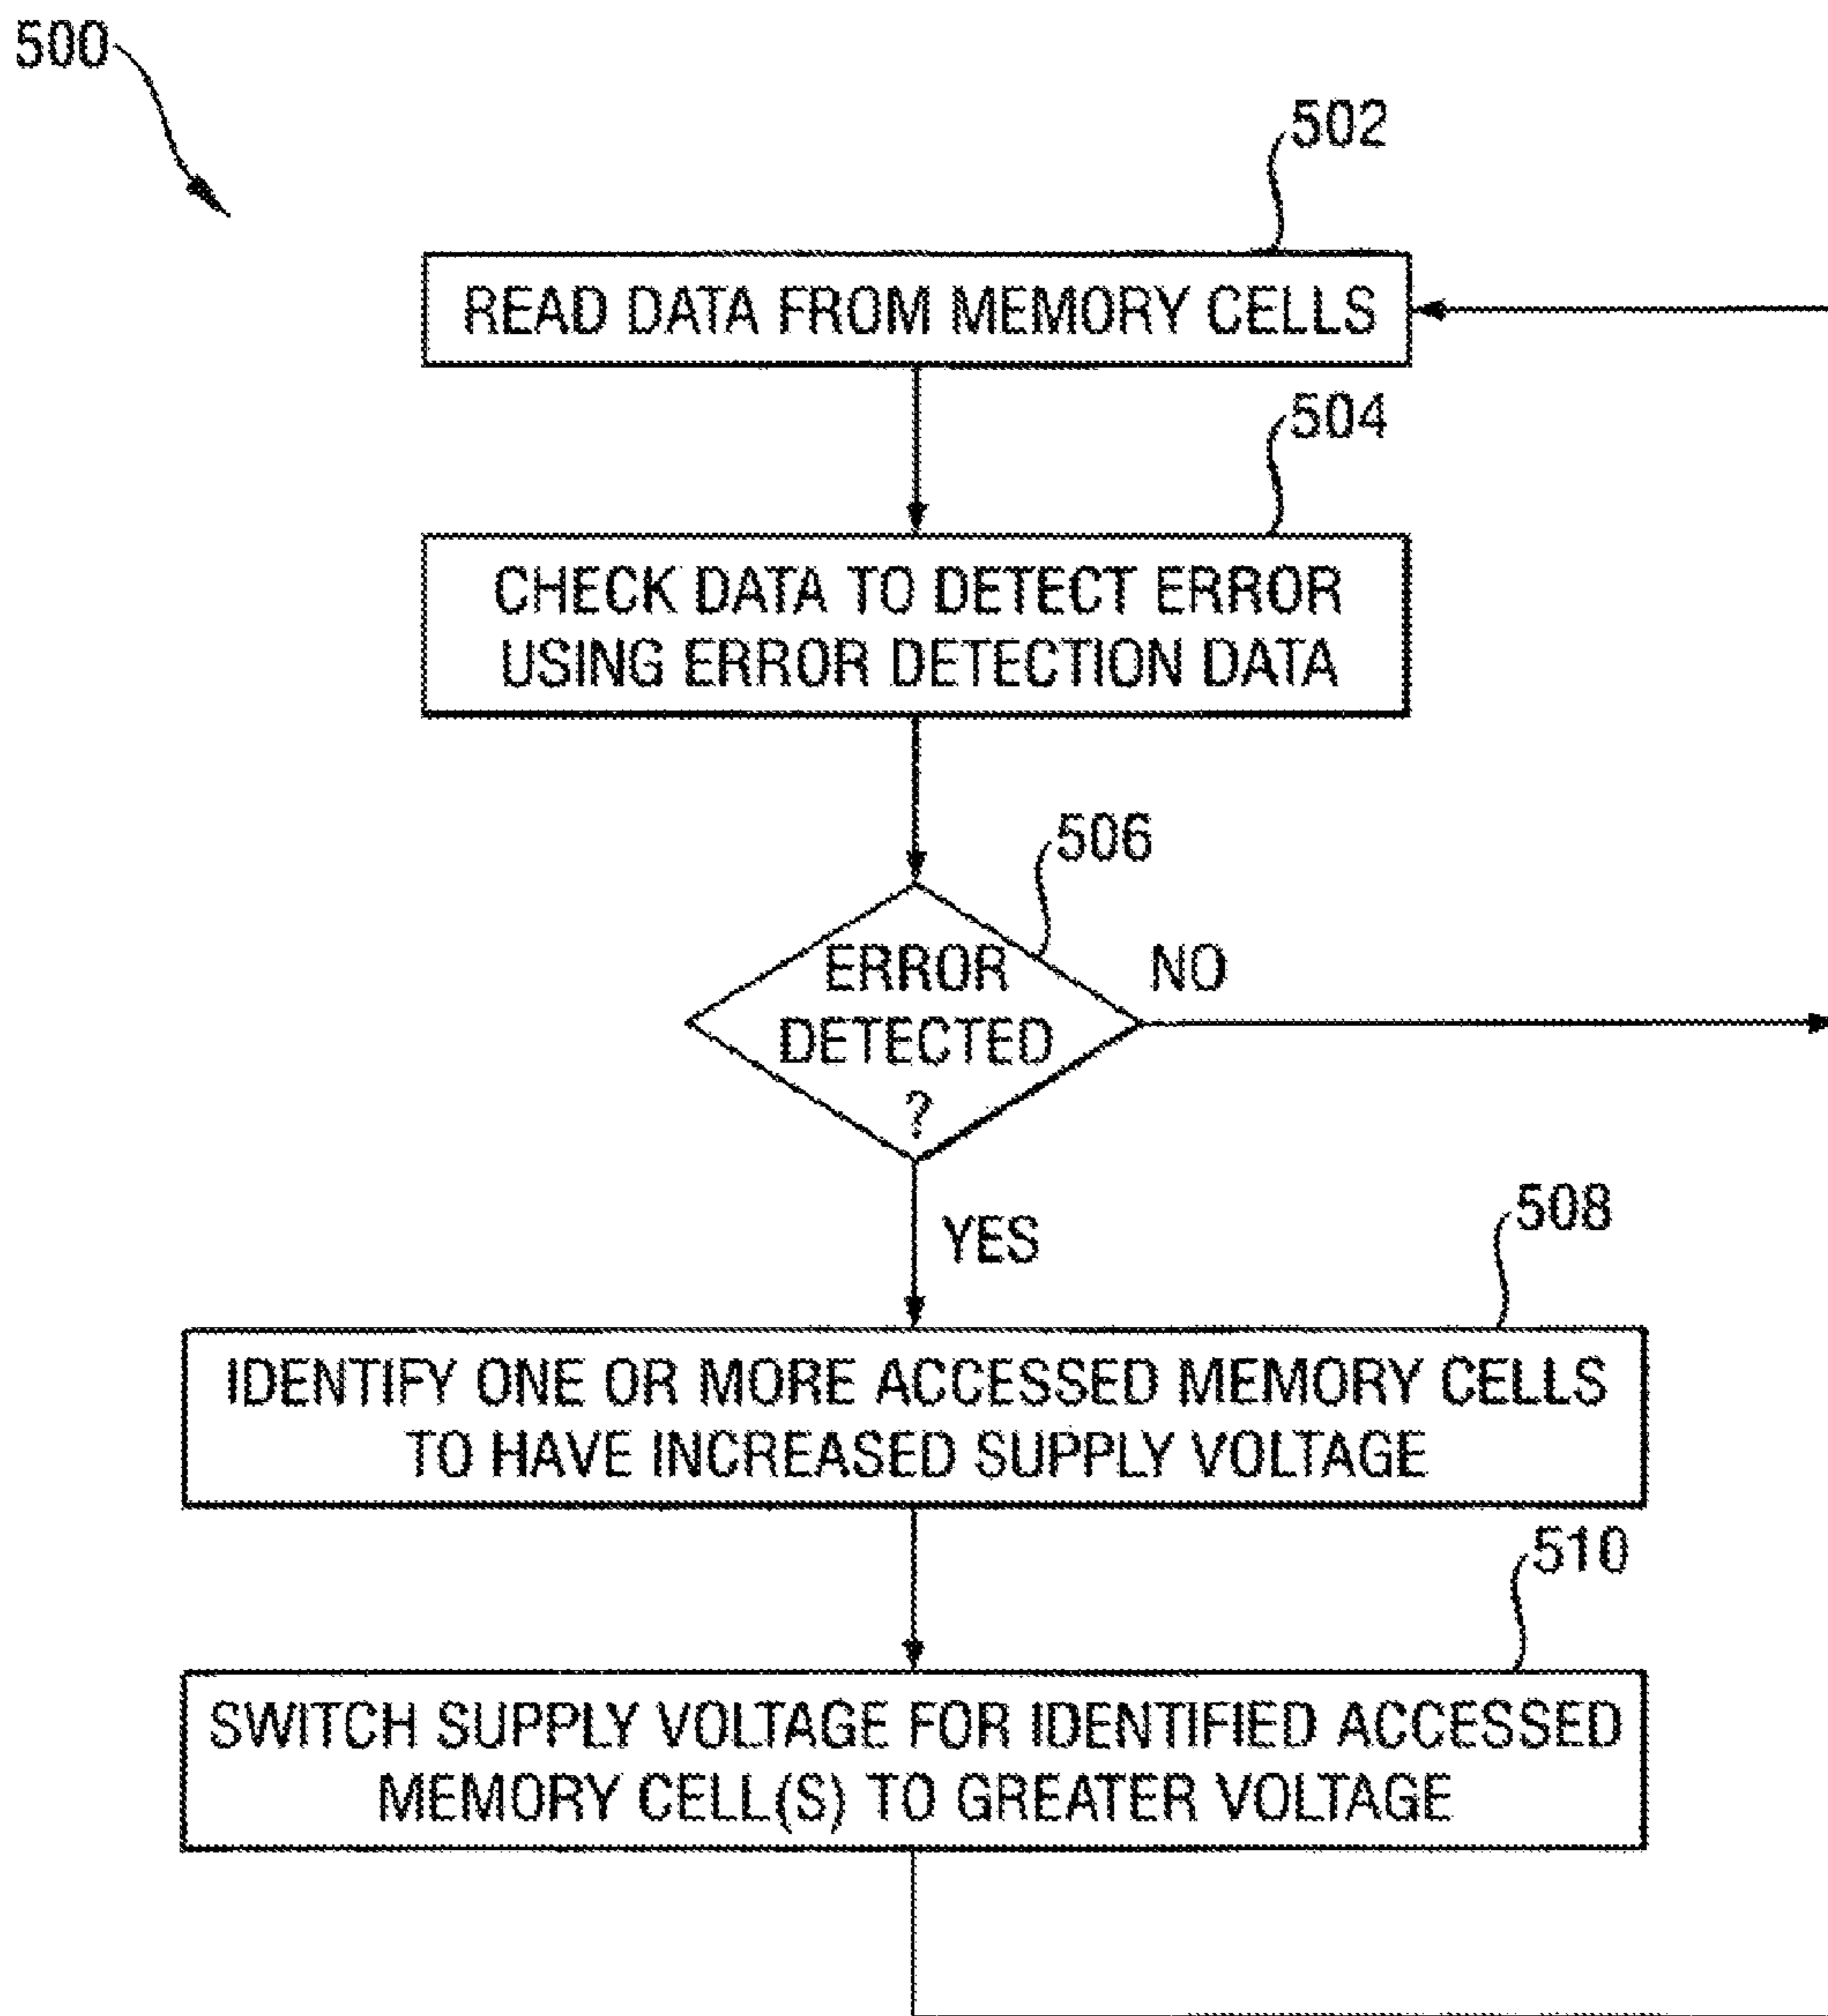 500
502
READ DATA FROM MEMORY CELLS
504
CHECK DATA TO DETECT ERROR
USING ERROR DETECTION DATA
506
ERROR
DETECTED
?
NO
YES
508
IDENTIFY ONE OR MORE ACCESSED MEMORY CELLS
TO HAVE INCREASED SUPPLY VOLTAGE
510
SWITCH SUPPLY VOLTAGE FOR IDENTIFIED ACCESSED
MEMORY CELL(S) TO GREATER VOLTAGE